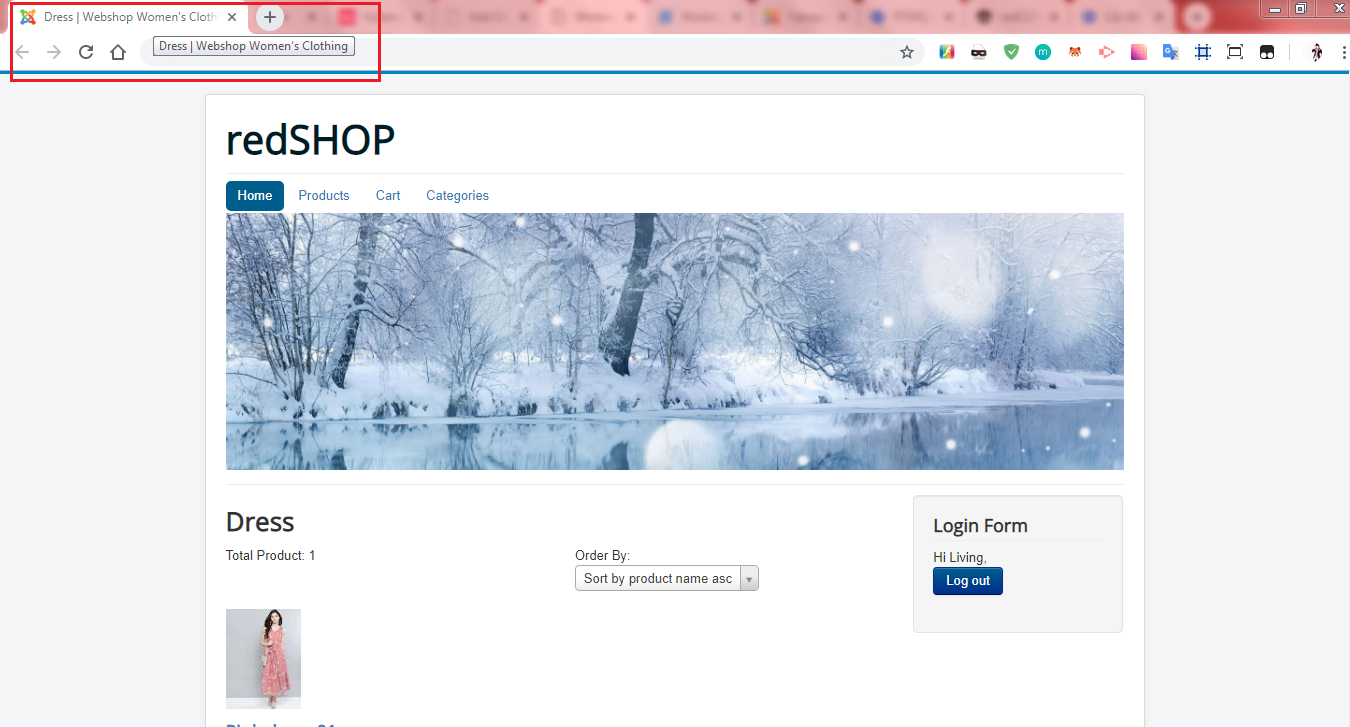 Dress | Webshop Women's Cloth
Dress | Webshop Women's Clothing
redSHOP
Home Products Cart Categories
Dress
Total Product: 1
Order By:
Sort by product name asc
Login Form
Hi Living,
Log out